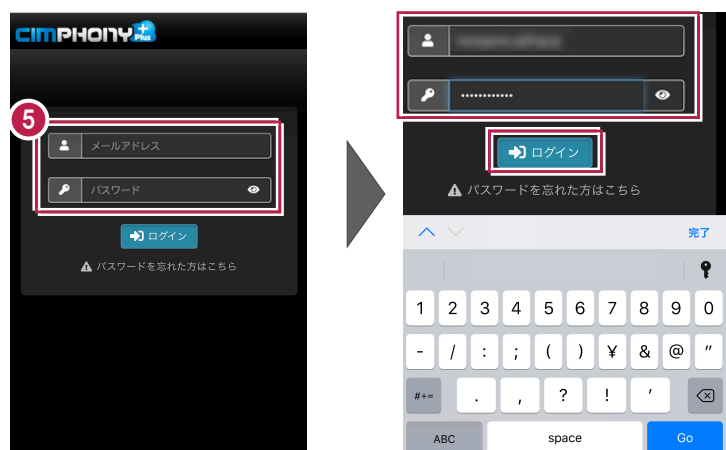 CIMPHONY Plus
5
メールアドレス
パスワード
ログイン
パスワードを忘れた方はこちら
••••••••••••
ログイン
パスワードを忘れた方はこちら
完了
1 2 3 4 5 6 7 8 9 0
- / : ; ( ) ¥ & @ "
#+= . , ? ! '
ABC space Go